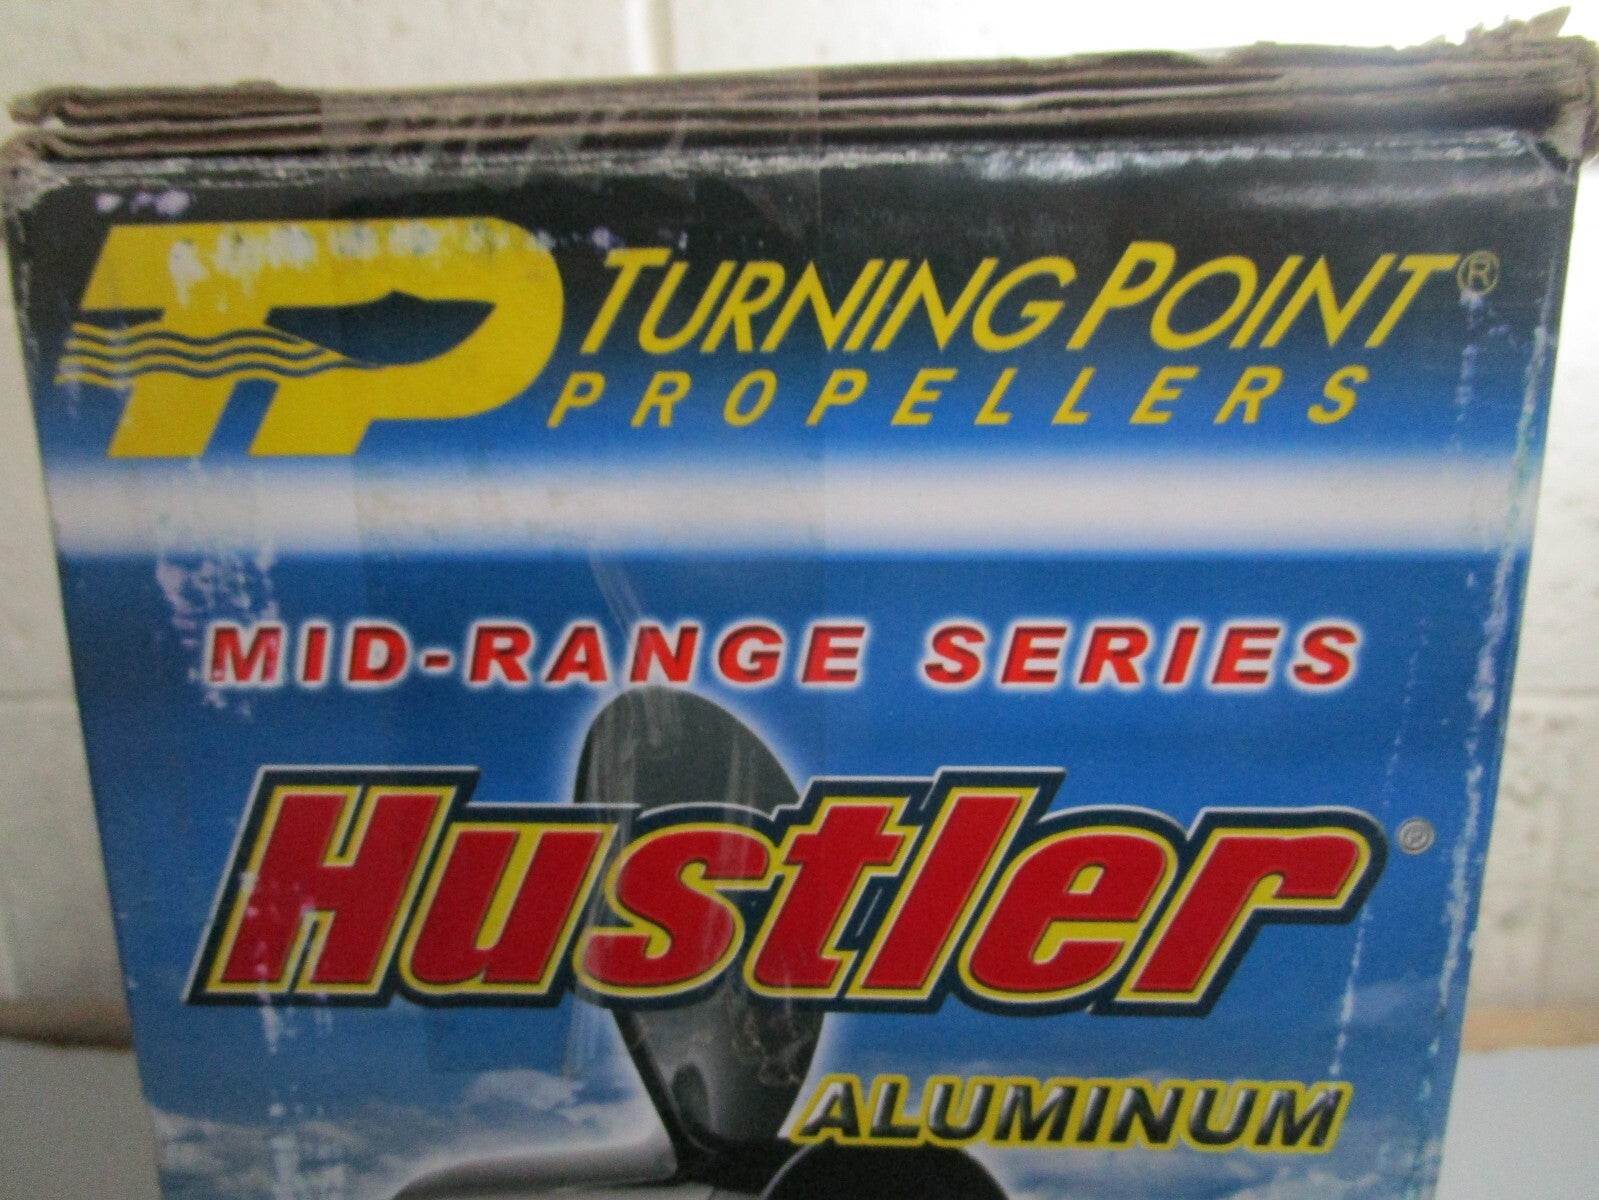 TP TURNING POINT®
PROPELLERS
MID-RANGE SERIES
Hustler®
ALUMINUM